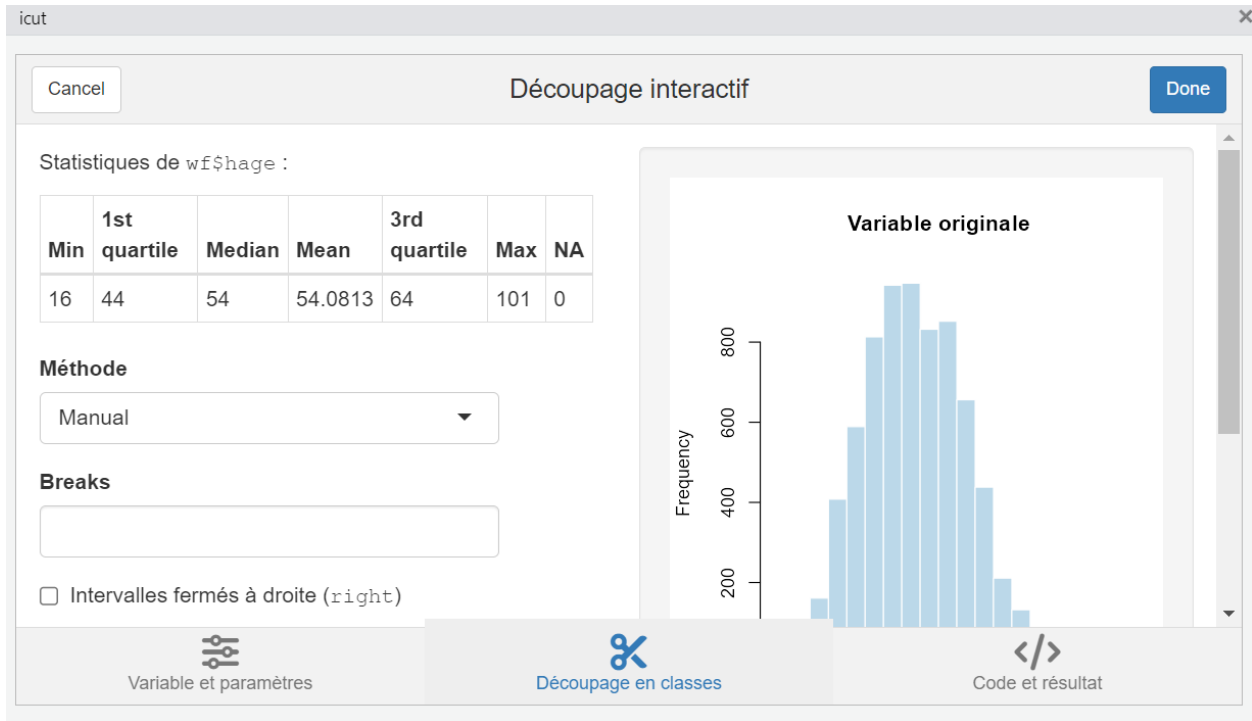 icut
Cancel
Découpage interactif
Done
Statistiques de wf$hage :
Min 1st quartile Median Mean 3rd quartile Max NA
16 44 54 54.0813 64 101 0
Méthode
Manual
Breaks
Intervalles fermés à droite (right)
Variable originale
Frequency
800
600
400
200
Variable et paramètres
Découpage en classes
Code et résultat